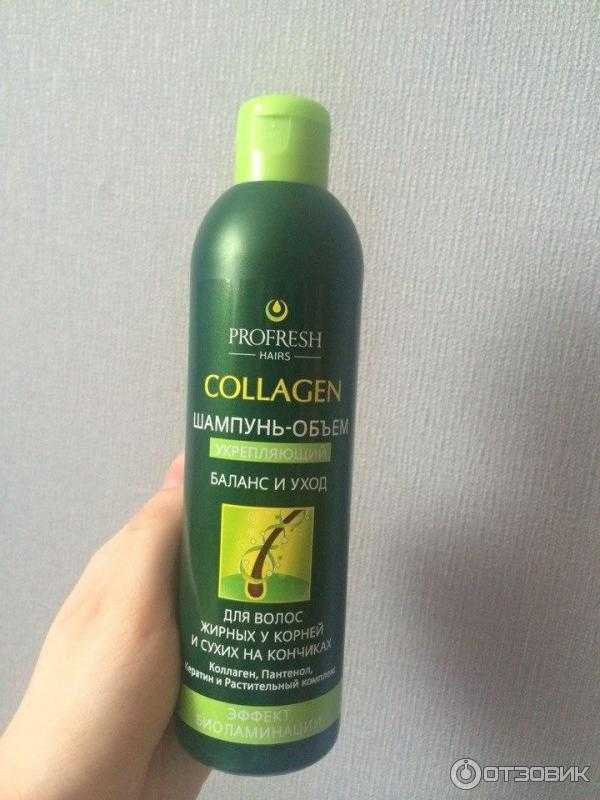 PROFRESH
HAIRS
COLLAGEN
ШАМПУНЬ-ОБЪЕМ
УКРЕПЛЯЮЩИЙ
БАЛАНС И УХОД
ДЛЯ ВОЛОС
ЖИРНЫХ У КОРНЕЙ
И СУХИХ НА КОНЧИКАХ
Коллаген, Пантенол,
Кератин и Растительный комплекс
ЭФФЕКТ
БИОЛАМИНАЦИИ
ОТЗОВИК